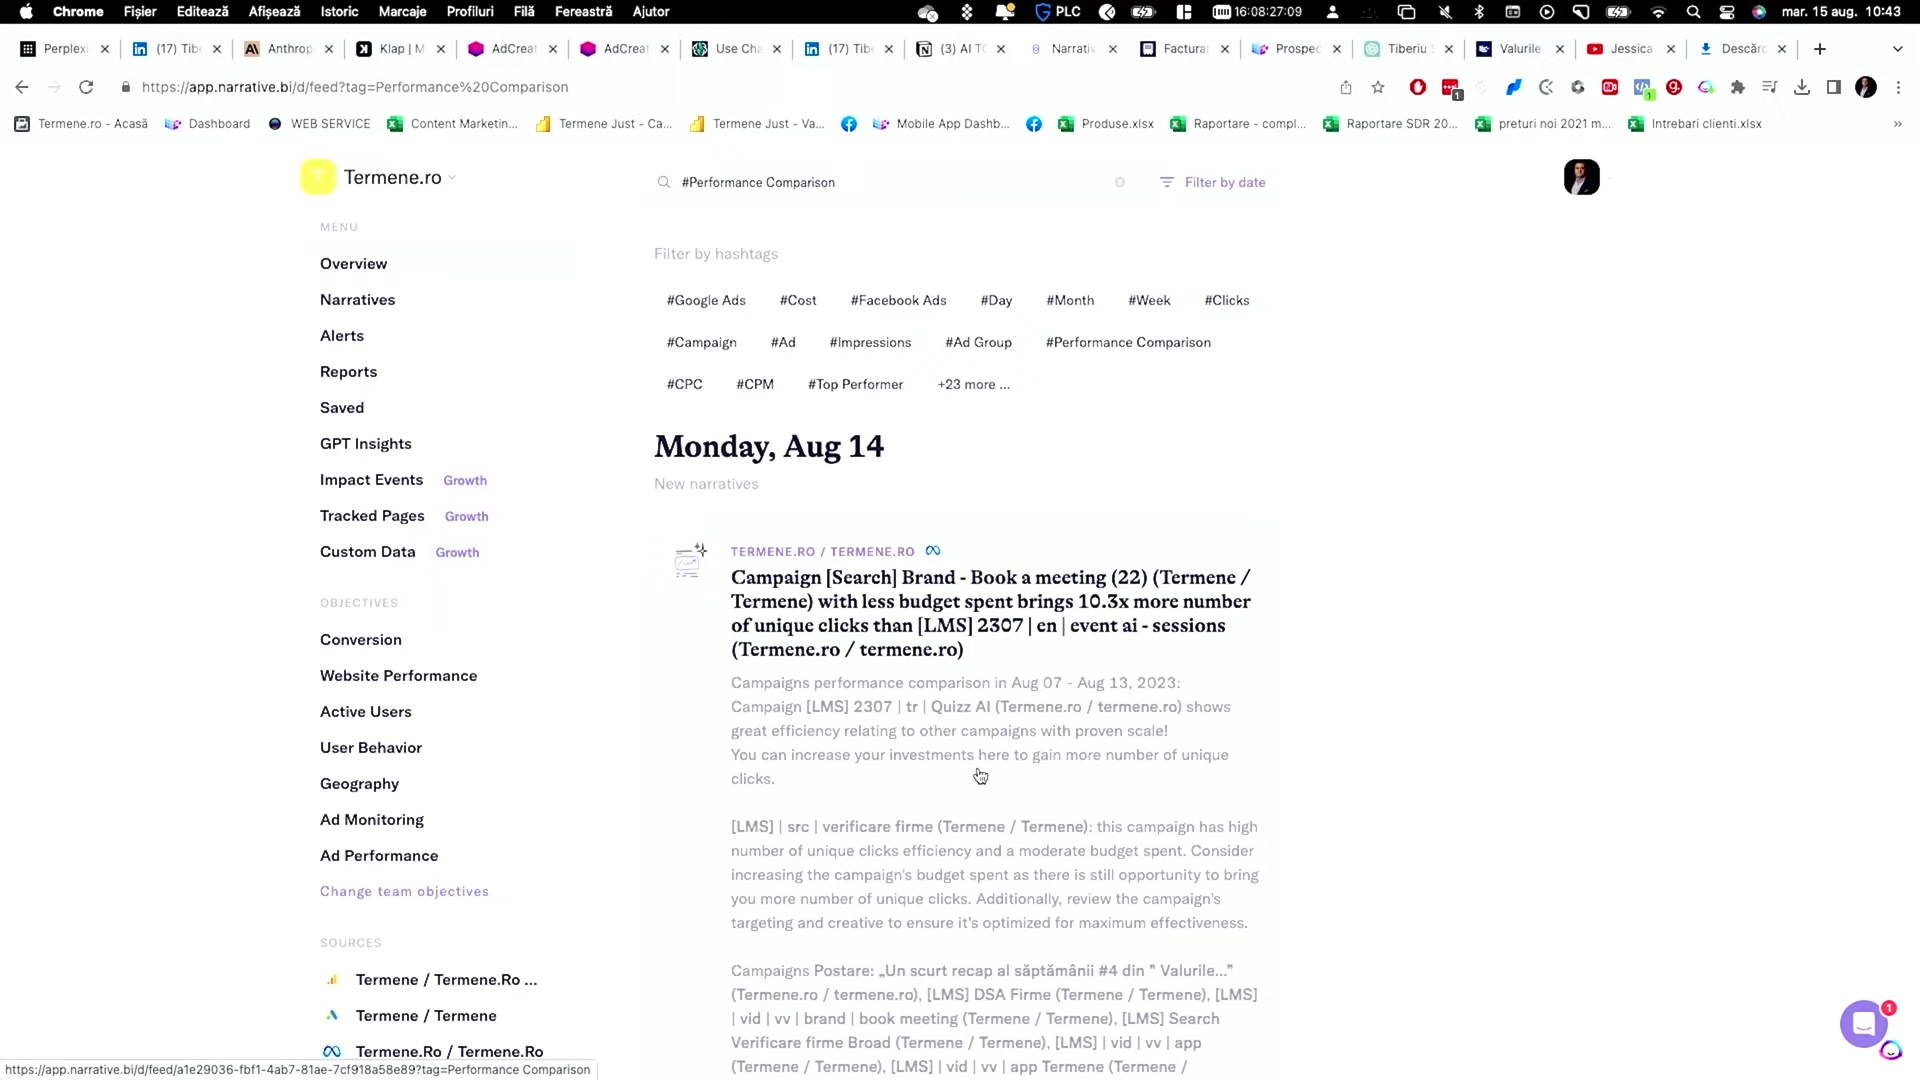 Chrome Fișier Editează Afișează Istoric Marcaje Profiluri Filă Fereastră Ajutor PLC 16:08:27:09 mar. 15 aug. 10:43
Perplexi (17) Tibe Anthrop Klap | M AdCreat AdCreat Use Cha (17) Tibe (3) AI TO Narrativ Factura Prospec Tiberiu Valurile Jessica Descărc
https://app.narrative.bi/d/feed?tag=Performance%20Comparison
Termene.ro - Acasă Dashboard WEB SERVICE Content Marketin... Termene Just - Ca... Termene Just - Va... Mobile App Dashb... Produse.xlsx Raportare - compl... Raportare SDR 20... preturi noi 2021 m... Intrebari clienti.xlsx »
T Termene.ro
#Performance Comparison
Filter by date
MENU
Overview
Narratives
Alerts
Reports
Saved
GPT Insights
Impact Events Growth
Tracked Pages Growth
Custom Data Growth
OBJECTIVES
Conversion
Website Performance
Active Users
User Behavior
Geography
Ad Monitoring
Ad Performance
Change team objectives
SOURCES
Termene / Termene.Ro ...
Termene / Termene
Termene.Ro / Termene.Ro
Filter by hashtags
#Google Ads #Cost #Facebook Ads #Day #Month #Week #Clicks
#Campaign #Ad #Impressions #Ad Group #Performance Comparison
#CPC #CPM #Top Performer +23 more ...
Monday, Aug 14
New narratives
TERMENE.RO / TERMENE.RO
Campaign [Search] Brand - Book a meeting (22) (Termene /
Termene) with less budget spent brings 10.3x more number
of unique clicks than [LMS] 2307 | en | event ai - sessions
(Termene.ro / termene.ro)
Campaigns performance comparison in Aug 07 - Aug 13, 2023:
Campaign [LMS] 2307 | tr | Quizz AI (Termene.ro / termene.ro) shows
great efficiency relating to other campaigns with proven scale!
You can increase your investments here to gain more number of unique
clicks.
[LMS] | src | verificare firme (Termene / Termene): this campaign has high
number of unique clicks efficiency and a moderate budget spent. Consider
increasing the campaign's budget spent as there is still opportunity to bring
you more number of unique clicks. Additionally, review the campaign's
targeting and creative to ensure it's optimized for maximum effectiveness.
Campaigns Postare: „Un scurt recap al săptămânii #4 din " Valurile..."
(Termene.ro / termene.ro), [LMS] DSA Firme (Termene / Termene), [LMS]
| vid | vv | brand | book meeting (Termene / Termene), [LMS] Search
Verificare firme Broad (Termene / Termene), [LMS] | vid | vv | app
(Termene / Termene), [LMS] | vid | vv | app Termene (Termene /
1
https://app.narrative.bi/d/feed/a1e29036-fbf1-4ab7-81ae-7cf918a58e89?tag=Performance Comparison